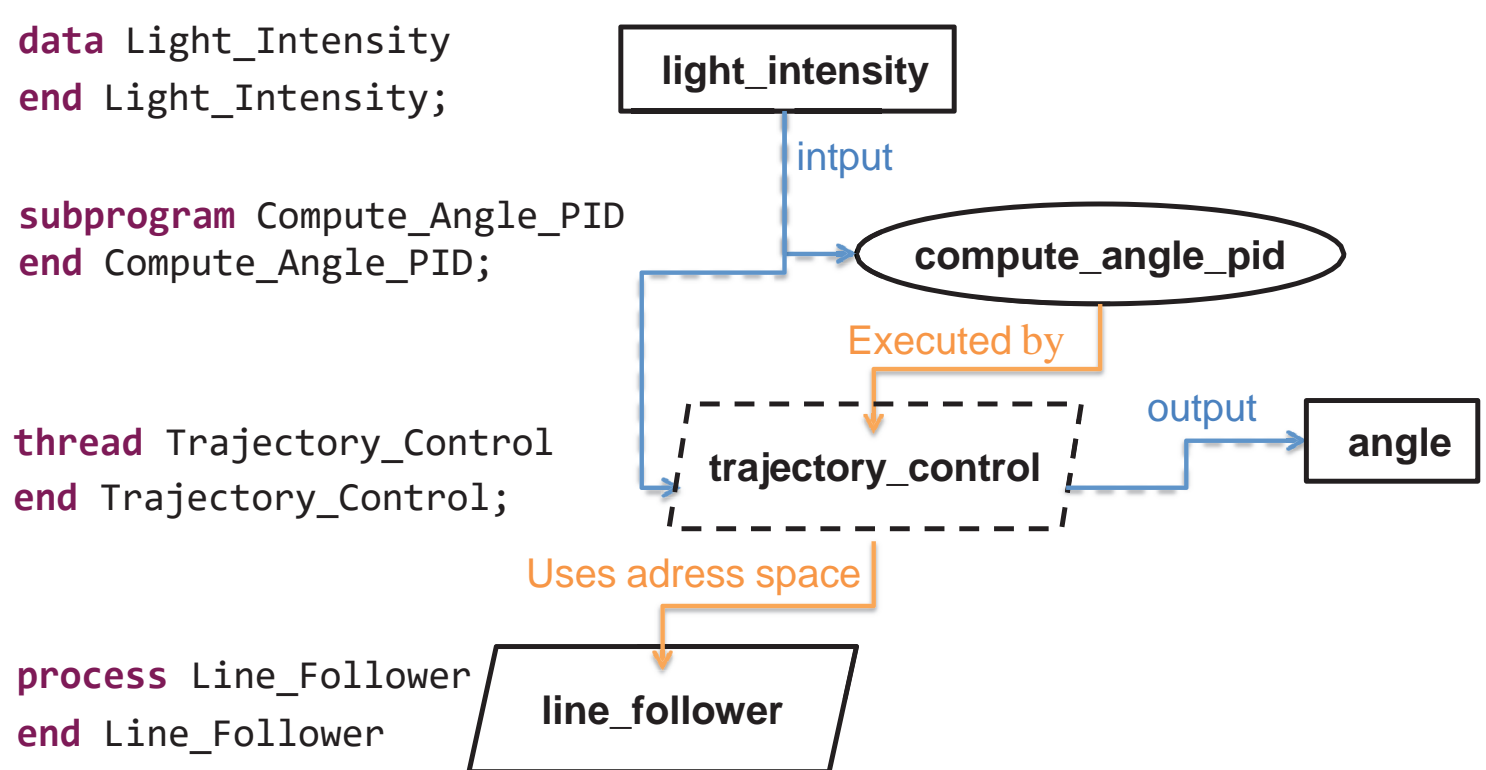 data Light_Intensity
end Light_Intensity;
light_intensity
intput
subprogram Compute_Angle_PID
end Compute_Angle_PID;
compute_angle_pid
Executed by
thread Trajectory_Control
end Trajectory_Control;
trajectory_control
output
angle
Uses adress space
process Line_Follower
end Line_Follower
line_follower